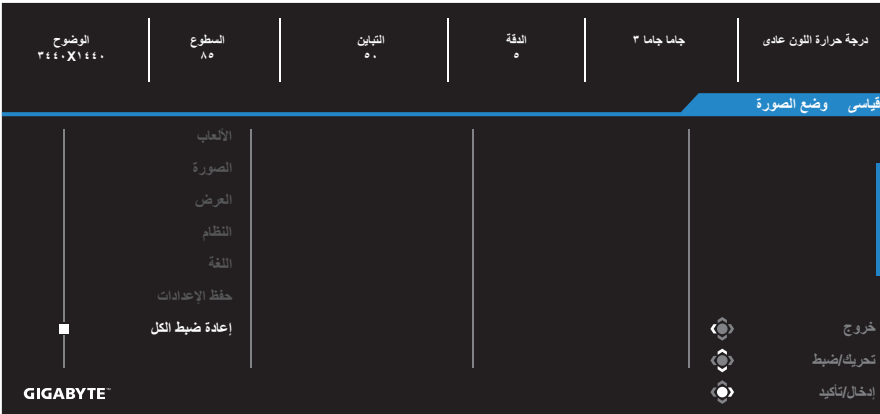 درجة حرارة اللون عادى
جاما جاما ٣
الدقة
٥
التباين
٥٠
السطوع
٨٥
الوضوح
٣٤٤٠X١٤٤٠
قياسى وضع الصورة
الألعاب
الصورة
العرض
النظام
اللغة
حفظ الإعدادات
إعادة ضبط الكل
خروج
تحريك/ضبط
إدخال/تأكيد
GIGABYTE™